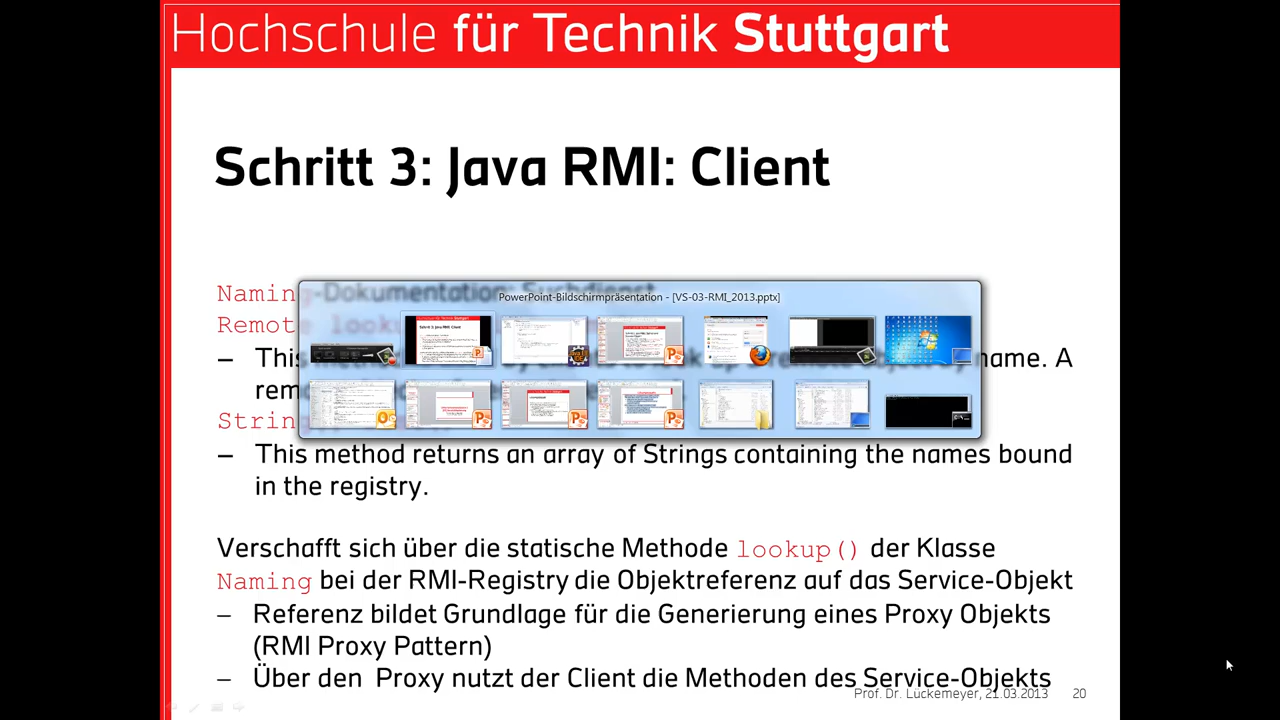 Hochschule für Technik Stuttgart
Schritt 3: Java RMI: Client
PowerPoint-Bildschirmpräsentation - [VS-03-RMI_2013.pptx]
Naming-Dokumentation:
Remote
– This name. A
String
– This method returns an array of Strings containing the names bound
in the registry.
Verschafft sich über die statische Methode lookup() der Klasse
Naming bei der RMI-Registry die Objektreferenz auf das Service-Objekt
– Referenz bildet Grundlage für die Generierung eines Proxy Objekts
(RMI Proxy Pattern)
– Über den Proxy nutzt der Client die Methoden des Service-Objekts
Prof. Dr. Lückemeyer, 21.03.2013 20